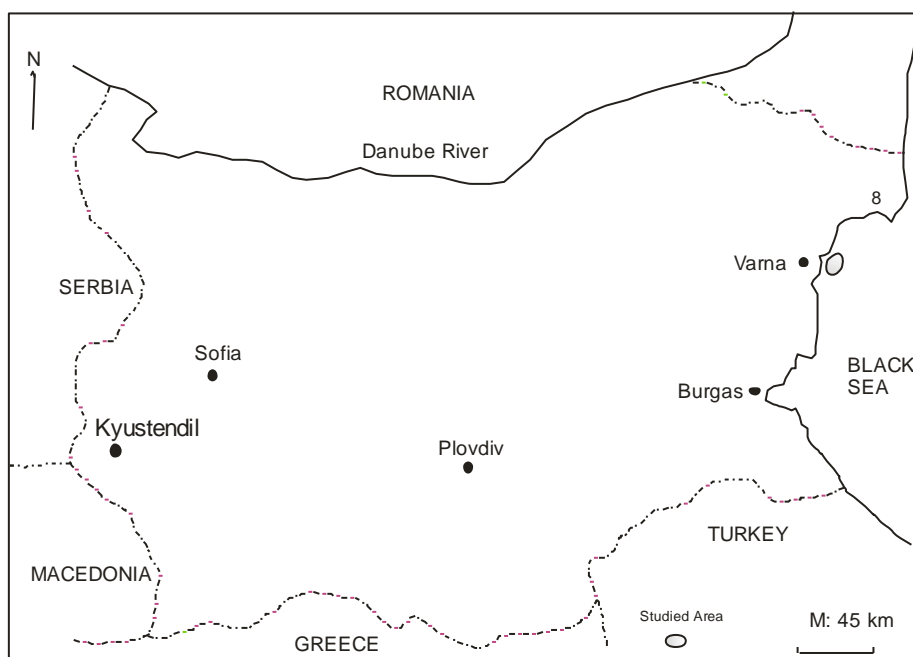 N
ROMANIA
Danube River
8
Varna
SERBIA
Sofia
BLACK
SEA
Burgas
Kyustendil
Plovdiv
TURKEY
MACEDONIA
Studied Area
M: 45 km
GREECE